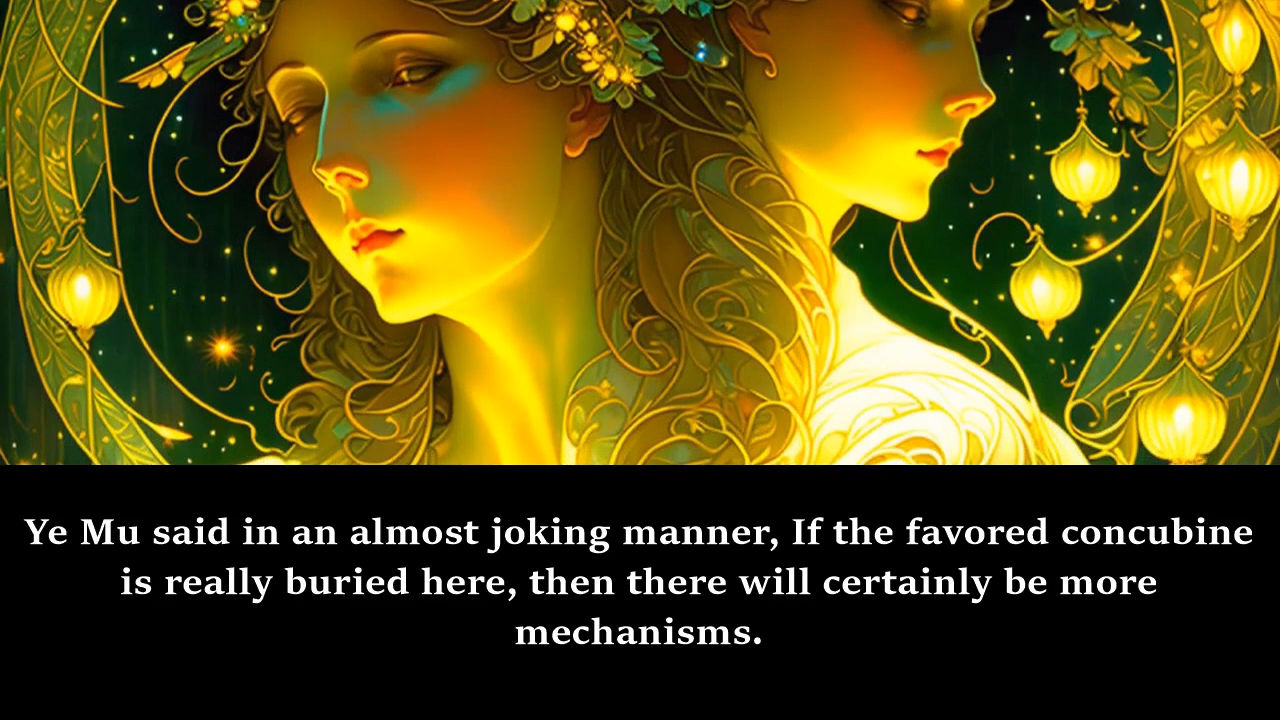 Ye Mu said in an almost joking manner, If the favored concubine
is really buried here, then there will certainly be more
mechanisms.